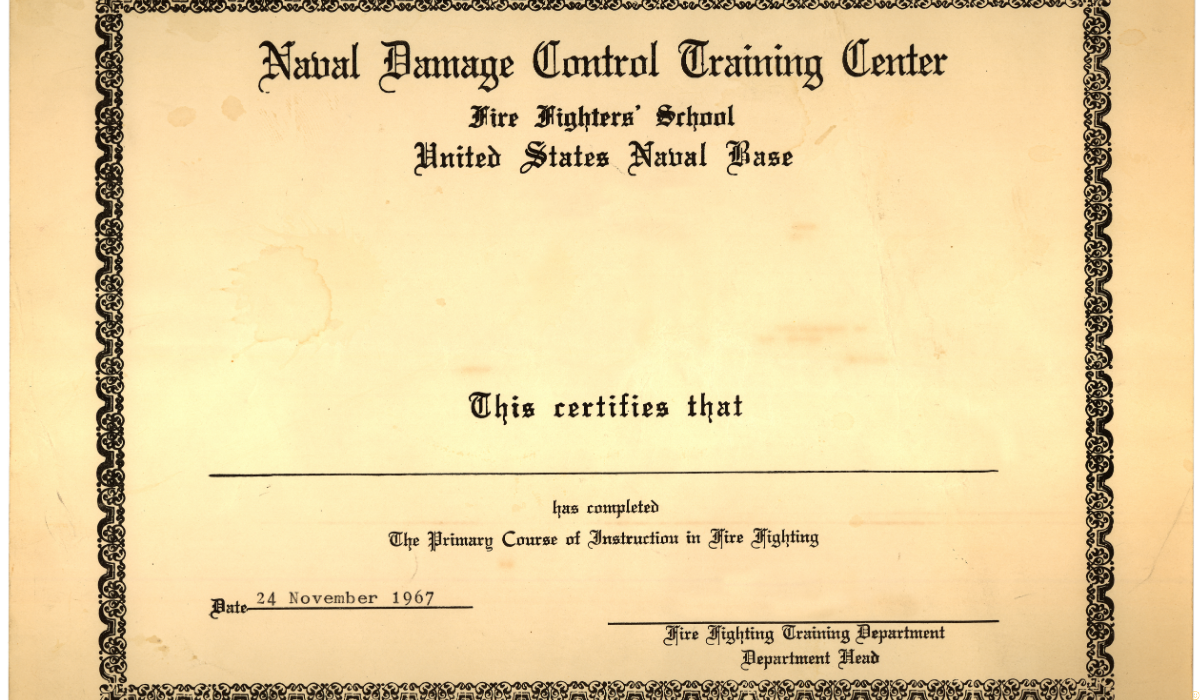 Naval Damage Control Training Center
Fire Fighters' School
United States Naval Base
This certifies that
has completed
The Primary Course of Instruction in Fire Fighting
Date 24 November 1967
Fire Fighting Training Department
Department Head